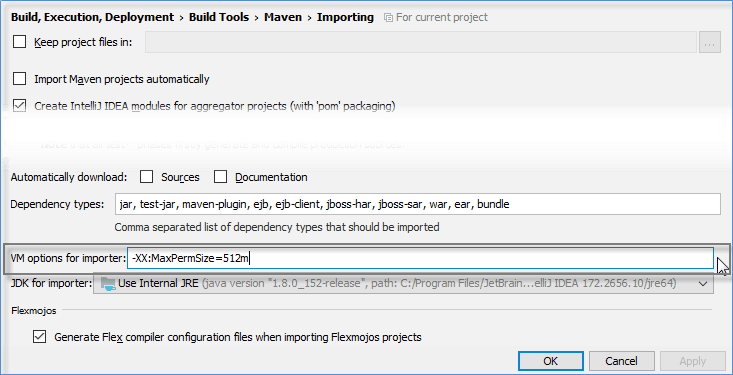 Build, Execution, Deployment › Build Tools › Maven › Importing For current project
Keep project files in: ...
Import Maven projects automatically
Create IntelliJ IDEA modules for aggregator projects (with 'pom' packaging)
Automatically download: Sources Documentation
Dependency types: jar, test-jar, maven-plugin, ejb, ejb-client, jboss-har, jboss-sar, war, ear, bundle
Comma separated list of dependency types that should be imported
VM options for importer: -XX:MaxPermSize=512m
JDK for importer: Use Internal JRE (java version "1.8.0_152-release", path: C:/Program Files/JetBrain...elliJ IDEA 172.2656.10/jre64)
Flexmojos
Generate Flex compiler configuration files when importing Flexmojos projects
OK Cancel Apply